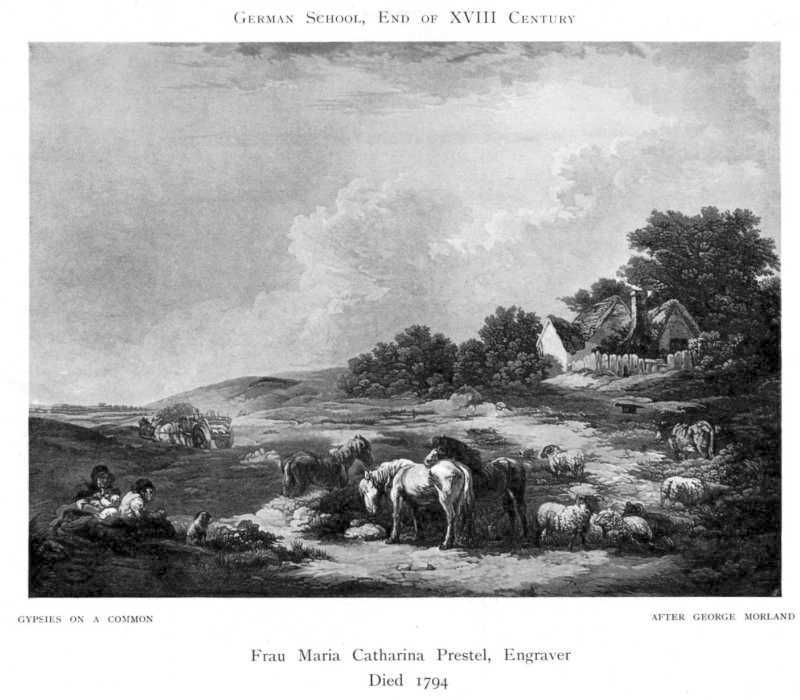 German School, End of XVIII Century
GYPSIES ON A COMMON
AFTER GEORGE MORLAND
Frau Maria Catharina Prestel, Engraver
Died 1794